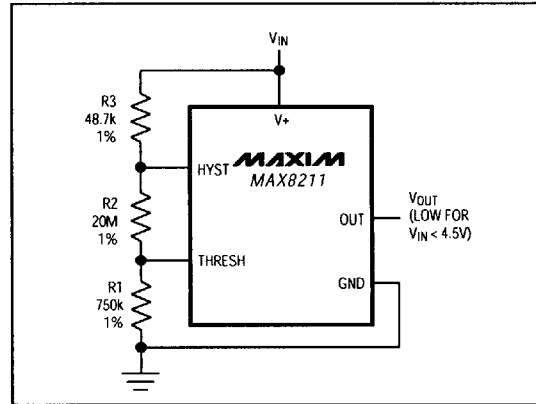 VIN
R3
48.7k
1%
V+
HYST
MAXIM
MAX8211
R2
20M
1%
OUT
VOUT
(LOW FOR
VIN < 4.5V)
THRESH
GND
R1
750k
1%